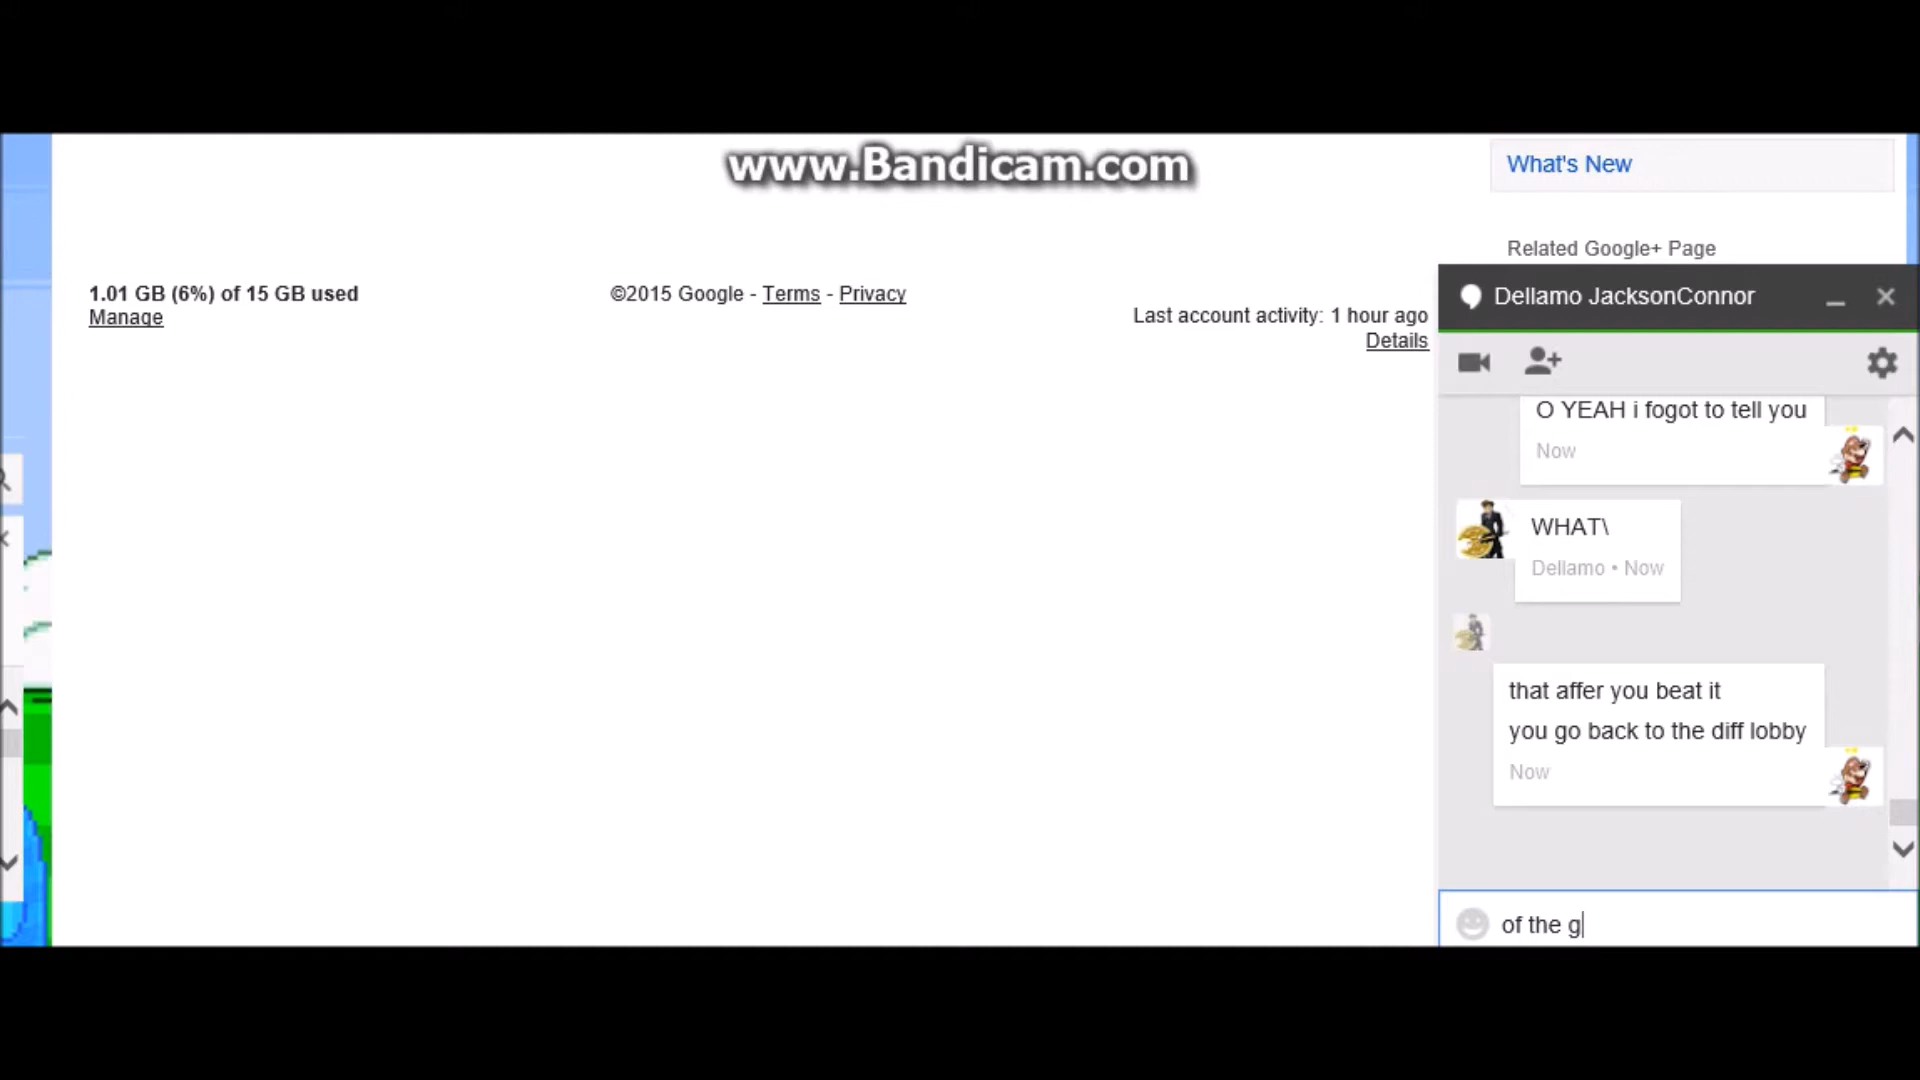 www.Bandicam.com
What's New
Related Google+ Page
1.01 GB (6%) of 15 GB used
Manage
©2015 Google - Terms - Privacy
Last account activity: 1 hour ago
Details
Dellamo JacksonConnor
O YEAH i fogot to tell you
Now
WHAT\
Dellamo • Now
that affer you beat it
you go back to the diff lobby
Now
of the g